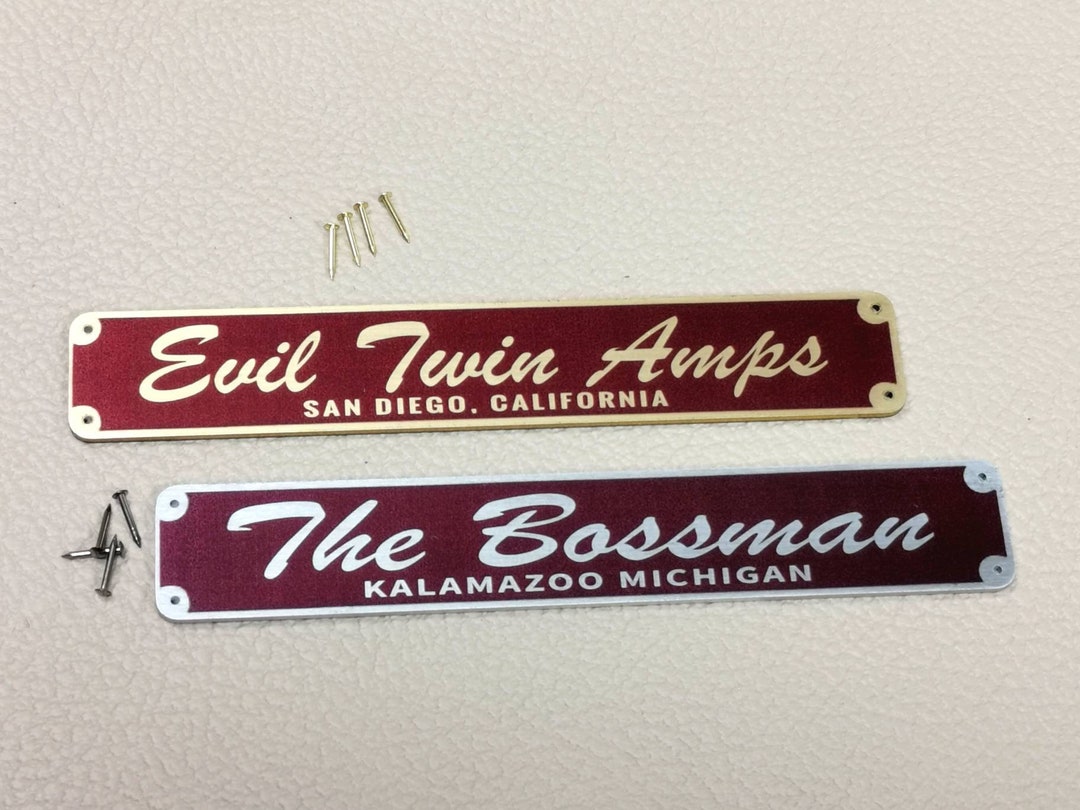 Evil Twin Amps
SAN DIEGO. CALIFORNIA
The Bossman
KALAMAZOO MICHIGAN